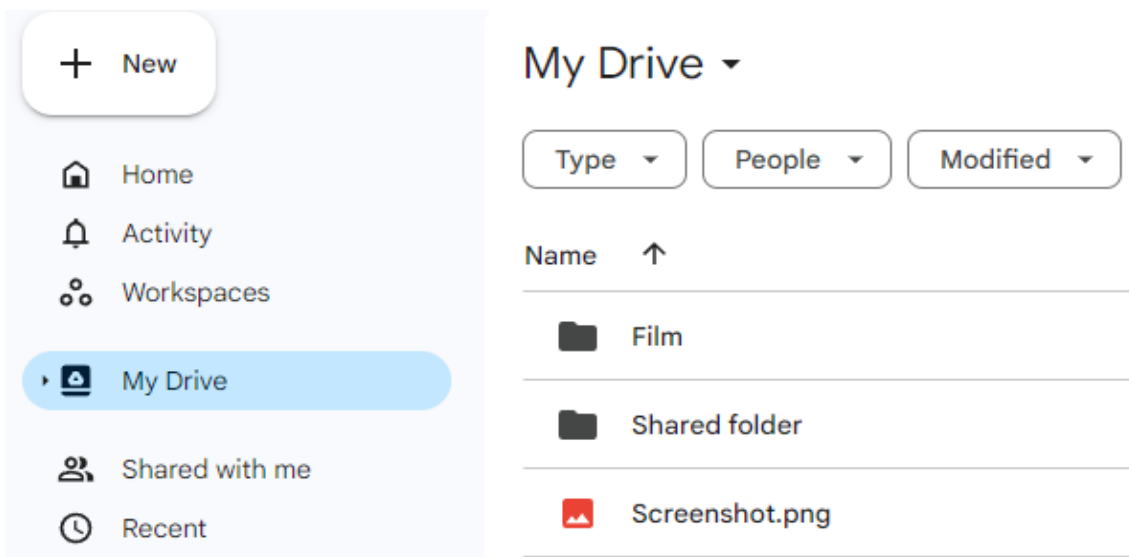 New
Home
Activity
Workspaces
My Drive
Shared with me
Recent
My Drive
Type
People
Modified
Name
Film
Shared folder
Screenshot.png